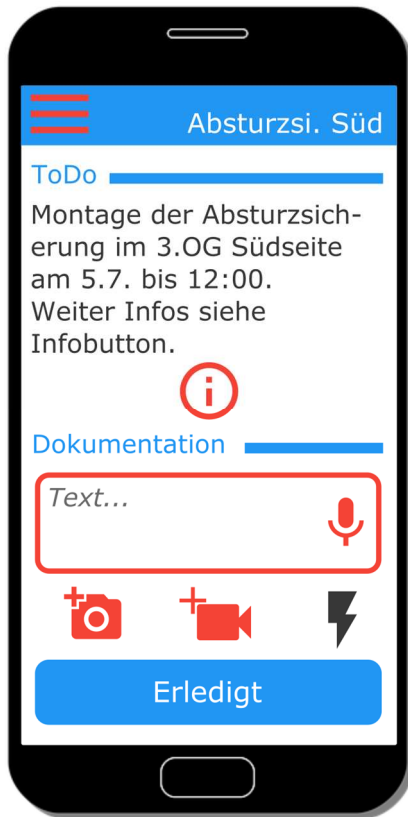 Absturzsi. Süd
ToDo
Montage der Absturzsich-
erung im 3.OG Südseite
am 5.7. bis 12:00.
Weiter Infos siehe
Infobutton.
i
Dokumentation
Text...
Erledigt